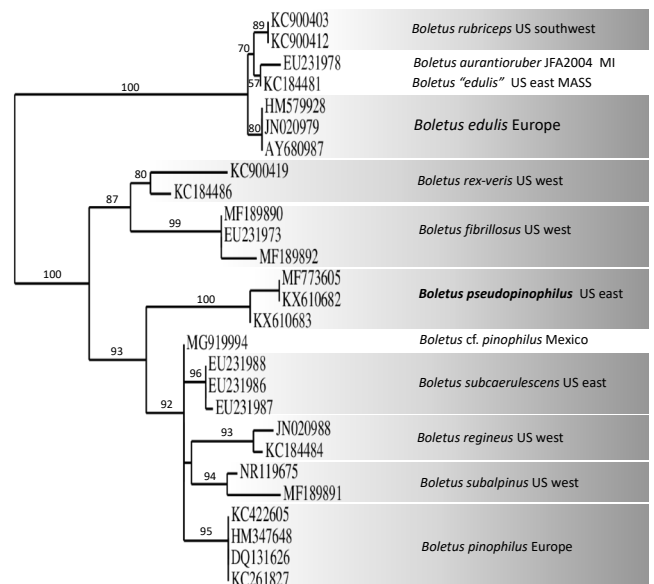 89
KC900403
KC900412
Boletus rubriceps US southwest
70
EU231978
Boletus aurantioruber JFA2004 MI
57
KC184481
Boletus “edulis” US east MASS
100
HM579928
80
JN020979
AY680987
Boletus edulis Europe
80
KC900419
KC184486
Boletus rex-veris US west
87
99
MF189890
EU231973
MF189892
Boletus fibrillosus US west
100
100
MF773605
KX610682
KX610683
Boletus pseudopinophilus US east
93
MG919994
Boletus cf. pinophilus Mexico
96
EU231988
EU231986
EU231987
Boletus subcaerulescens US east
92
93
JN020988
KC184484
Boletus regineus US west
94
NR119675
MF189891
Boletus subalpinus US west
95
KC422605
HM347648
DQ131626
KC261827
Boletus pinophilus Europe